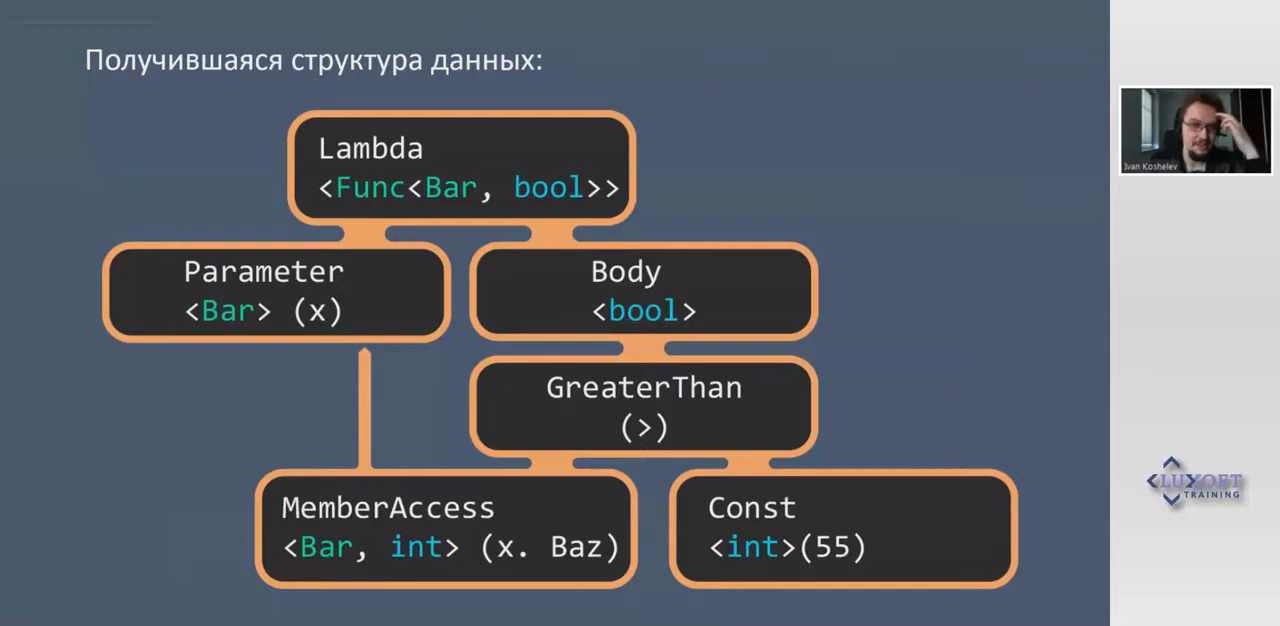 Получившаяся структура данных:
Lambda
<Func<Bar, bool>>
Parameter
<Bar> (x)
Body
<bool>
GreaterThan
(>)
MemberAccess
<Bar, int> (x. Baz)
Const
<int>(55)
Ivan Koshelev
LUXOFT
TRAINING